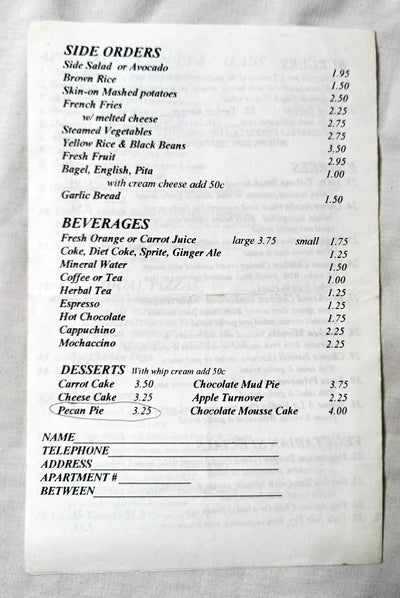 SIDE ORDERS
Side Salad or Avocado 1.95
Brown Rice 1.50
Skin-on Mashed potatoes 2.50
French Fries 2.25
w/ melted cheese 2.75
Steamed Vegetables 2.75
Yellow Rice & Black Beans 3.50
Fresh Fruit 2.95
Bagel, English, Pita 1.00
with cream cheese add 50c
Garlic Bread 1.50
BEVERAGES
Fresh Orange or Carrot Juice large 3.75 small 1.75
Coke, Diet Coke, Sprite, Ginger Ale 1.25
Mineral Water 1.50
Coffee or Tea 1.00
Herbal Tea 1.25
Espresso 1.25
Hot Chocolate 1.75
Cappuchino 2.25
Mochaccino 2.25
DESSERTS With whip cream add 50c
Carrot Cake 3.50 Chocolate Mud Pie 3.75
Cheese Cake 3.25 Apple Turnover 2.25
Pecan Pie 3.25 Chocolate Mousse Cake 4.00
NAME
TELEPHONE
ADDRESS
APARTMENT #
BETWEEN